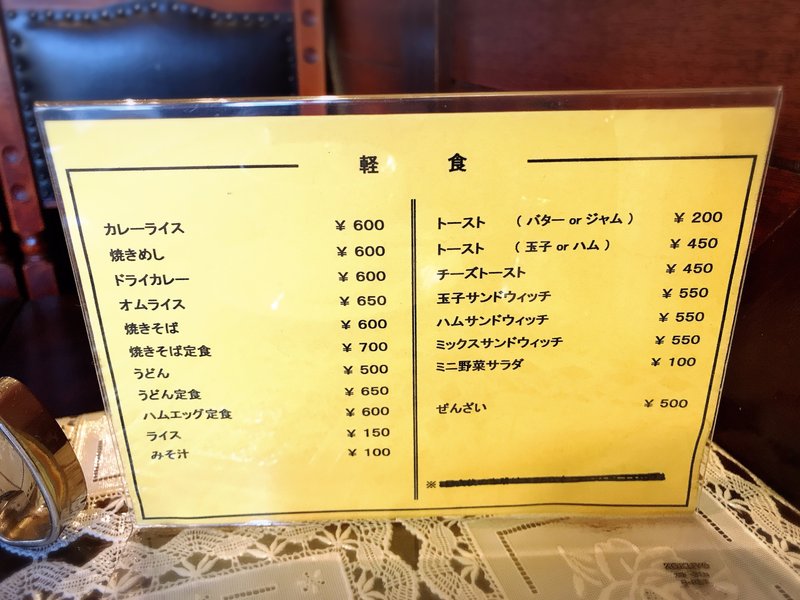 軽 食
カレーライス ￥ 600
焼きめし ￥ 600
ドライカレー ￥ 600
オムライス ￥ 650
焼きそば ￥ 600
焼きそば定食 ￥ 700
うどん ￥ 500
うどん定食 ￥ 650
ハムエッグ定食 ￥ 600
ライス ￥ 150
みそ汁 ￥ 100
トースト （ バター or ジャム ） ￥ 200
トースト （ 玉子 or ハム ） ￥ 450
チーズトースト ￥ 450
玉子サンドウィッチ ￥ 550
ハムサンドウィッチ ￥ 550
ミックスサンドウィッチ ￥ 550
ミニ野菜サラダ ￥ 100
ぜんざい ￥ 500
※